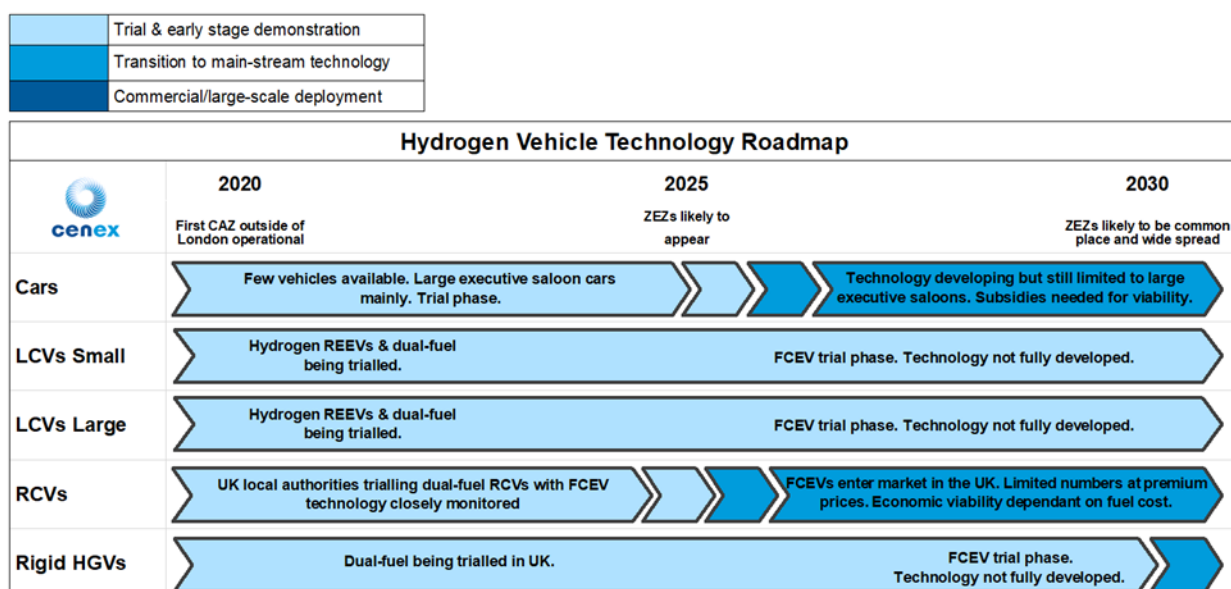 Trial & early stage demonstration
Transition to main-stream technology
Commercial/large-scale deployment
Hydrogen Vehicle Technology Roadmap
cenex
2020
2025
2030
First CAZ outside of
London operational
ZEZs likely to
appear
ZEZs likely to be common
place and wide spread
Cars
Few vehicles available. Large executive saloon cars
mainly. Trial phase.
Technology developing but still limited to large
executive saloons. Subsidies needed for viability.
LCVs Small
Hydrogen REEVs & dual-fuel
being trialled.
FCEV trial phase. Technology not fully developed.
LCVs Large
Hydrogen REEVs & dual-fuel
being trialled.
FCEV trial phase. Technology not fully developed.
RCVs
UK local authorities trialling dual-fuel RCVs with FCEV
technology closely monitored
FCEVs enter market in the UK. Limited numbers at premium
prices. Economic viability dependant on fuel cost.
Rigid HGVs
Dual-fuel being trialled in UK.
FCEV trial phase.
Technology not fully developed.